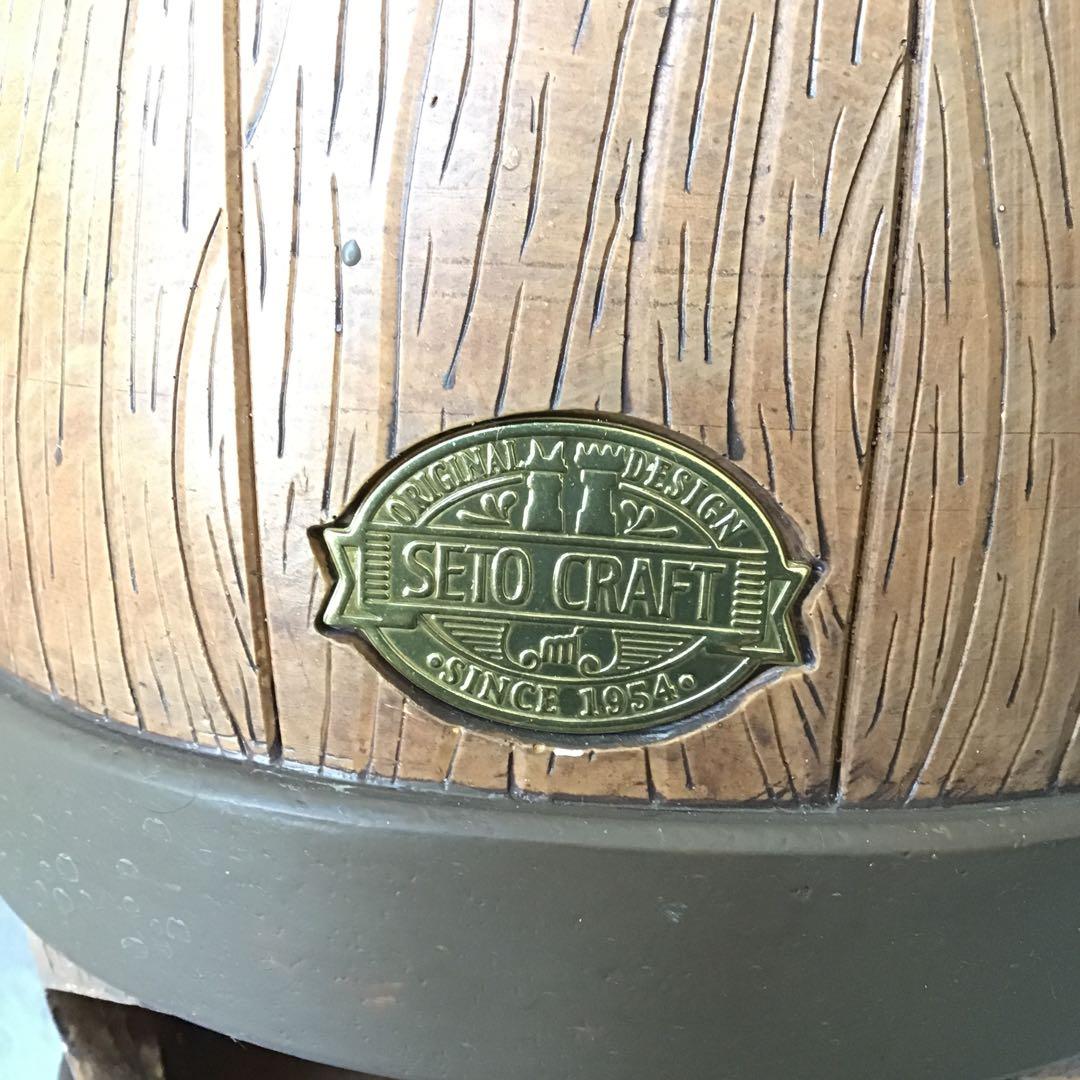 ORIGINAL DESIGN
SETO CRAFT
•SINCE 1954•